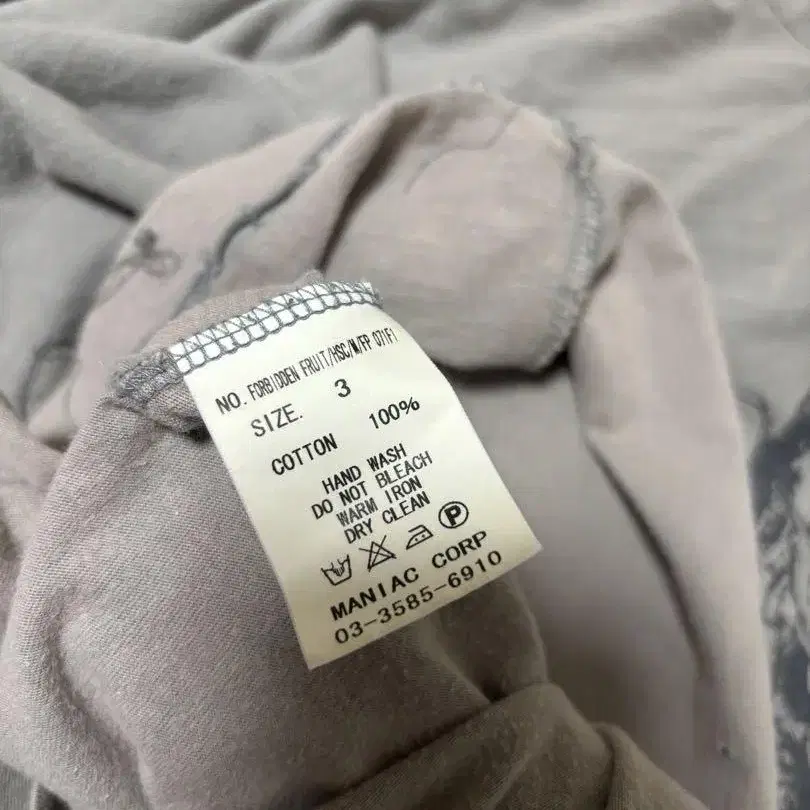 NO. FORBIDDEN FRUIT/HSC/M/FP 071F1
SIZE. 3
COTTON 100%
HAND WASH
DO NOT BLEACH
WARM IRON
DRY CLEAN
P
MANIAC CORP
03-3585-6910